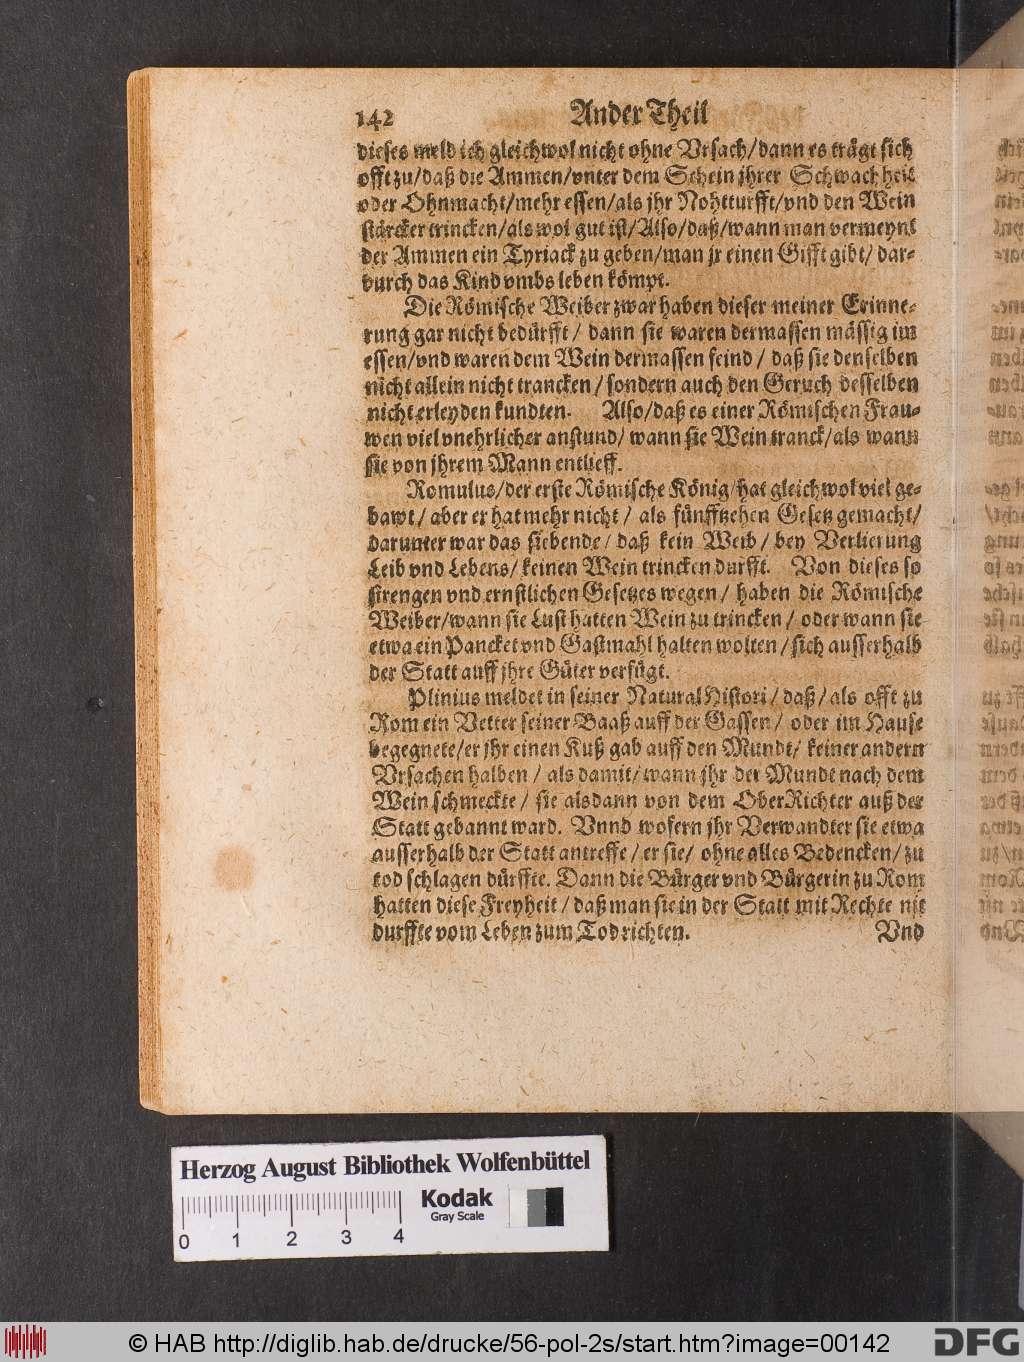 142 Ander Theil
dieses meld ich gleichwol nicht ohne Vrsach/dann es trägt sich
offt zu/daß die Ammen/vnter dem Schein jhrer Schwachheit
oder Ohnmacht/mehr essen/als jhr Nohtturfft/vnd den Wein
stärcker trincken/als wol gut ist/Also/daß/wann man vermeynt
der Ammen ein Tyriack zu geben/man jr einen Gifft gibt/ dar-
durch das Kind vmbs leben kömpt.
Die Römische Weiber zwar haben dieser meiner Erinne-
rung gar nicht bedürfft/ dann sie waren dermassen mässig im
essen/vnd waren dem Wein dermassen feind/ daß sie denselben
nicht allein nicht trancken/ sondern auch den Geruch desselben
nicht erleyden kundten. Also/daß es einer Römischen Frau-
wen viel vnehrlicher anstund/ wann sie Wein tranck/als wann
sie von jhrem Mann entlieff.
Romulus/der erste Römische König/hat gleichwol viel ge-
bawt/ aber er hat mehr nicht/ als fünfftzehen Gesetz gemacht/
darunter war das siebende/ daß kein Weib/ bey Verlierung
Leib vnd Lebens/ keinen Wein trincken durfft. Von dieses so
strengen vnd ernstlichen Gesetzes wegen/ haben die Römische
Weiber/wann sie Lust hatten Wein zu trincken/ oder wann sie
etwa ein Pancket vnd Gastmahl halten wolten/ sich ausserhalb
der Statt auff jhre Güter verfügt.
Plinius meldet in seiner Natural Histori/ daß/ als offt zu
Rom ein Vetter seiner Baaß auff der Gassen/ oder im Hause
begegnete/er jhr einen Kuß gab auff den Mundt/ keiner andern
Vrsachen halben/ als damit/ wann jhr der Mundt nach dem
Wein schmeckte/ sie alsdann von dem OberRichter auß der
Statt gebannt ward. Vnnd wofern jhr Verwandter sie etwa
ausserhalb der Statt antreffe/ er sie/ ohne alles Bedencken/ zu
tod schlagen dürffte. Dann die Bürger vnd Bürgerin zu Rom
hatten diese Freyheit/ daß man sie in der Statt mit Rechte nit
durffte vom Leben zum Tod richten. Vnd
Herzog August Bibliothek Wolfenbüttel
Kodak
Gray Scale
0 1 2 3 4
© HAB http://diglib.hab.de/drucke/56-pol-2s/start.htm?image=00142
DFG